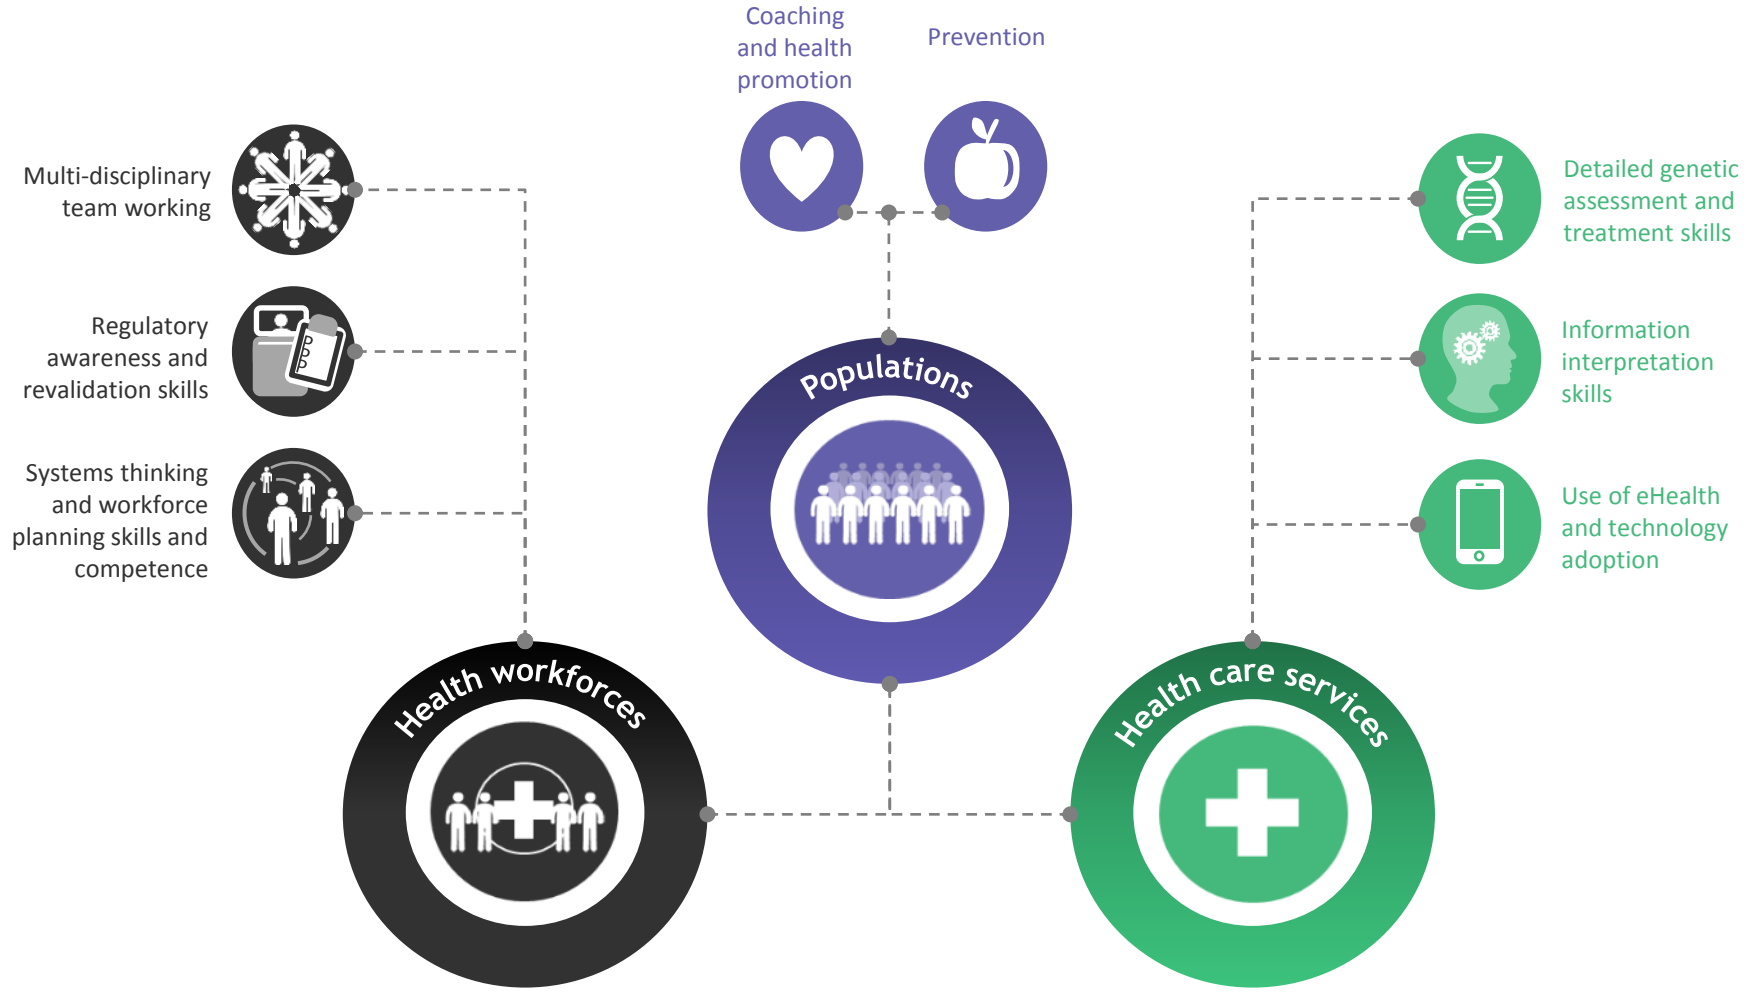 Coaching
and health
promotion
Prevention
Multi-disciplinary
team working
Regulatory
awareness and
revalidation skills
Systems thinking
and workforce
planning skills and
competence
Detailed genetic
assessment and
treatment skills
Information
interpretation
skills
Use of eHealth
and technology
adoption
Populations
Health workforces
Health care services